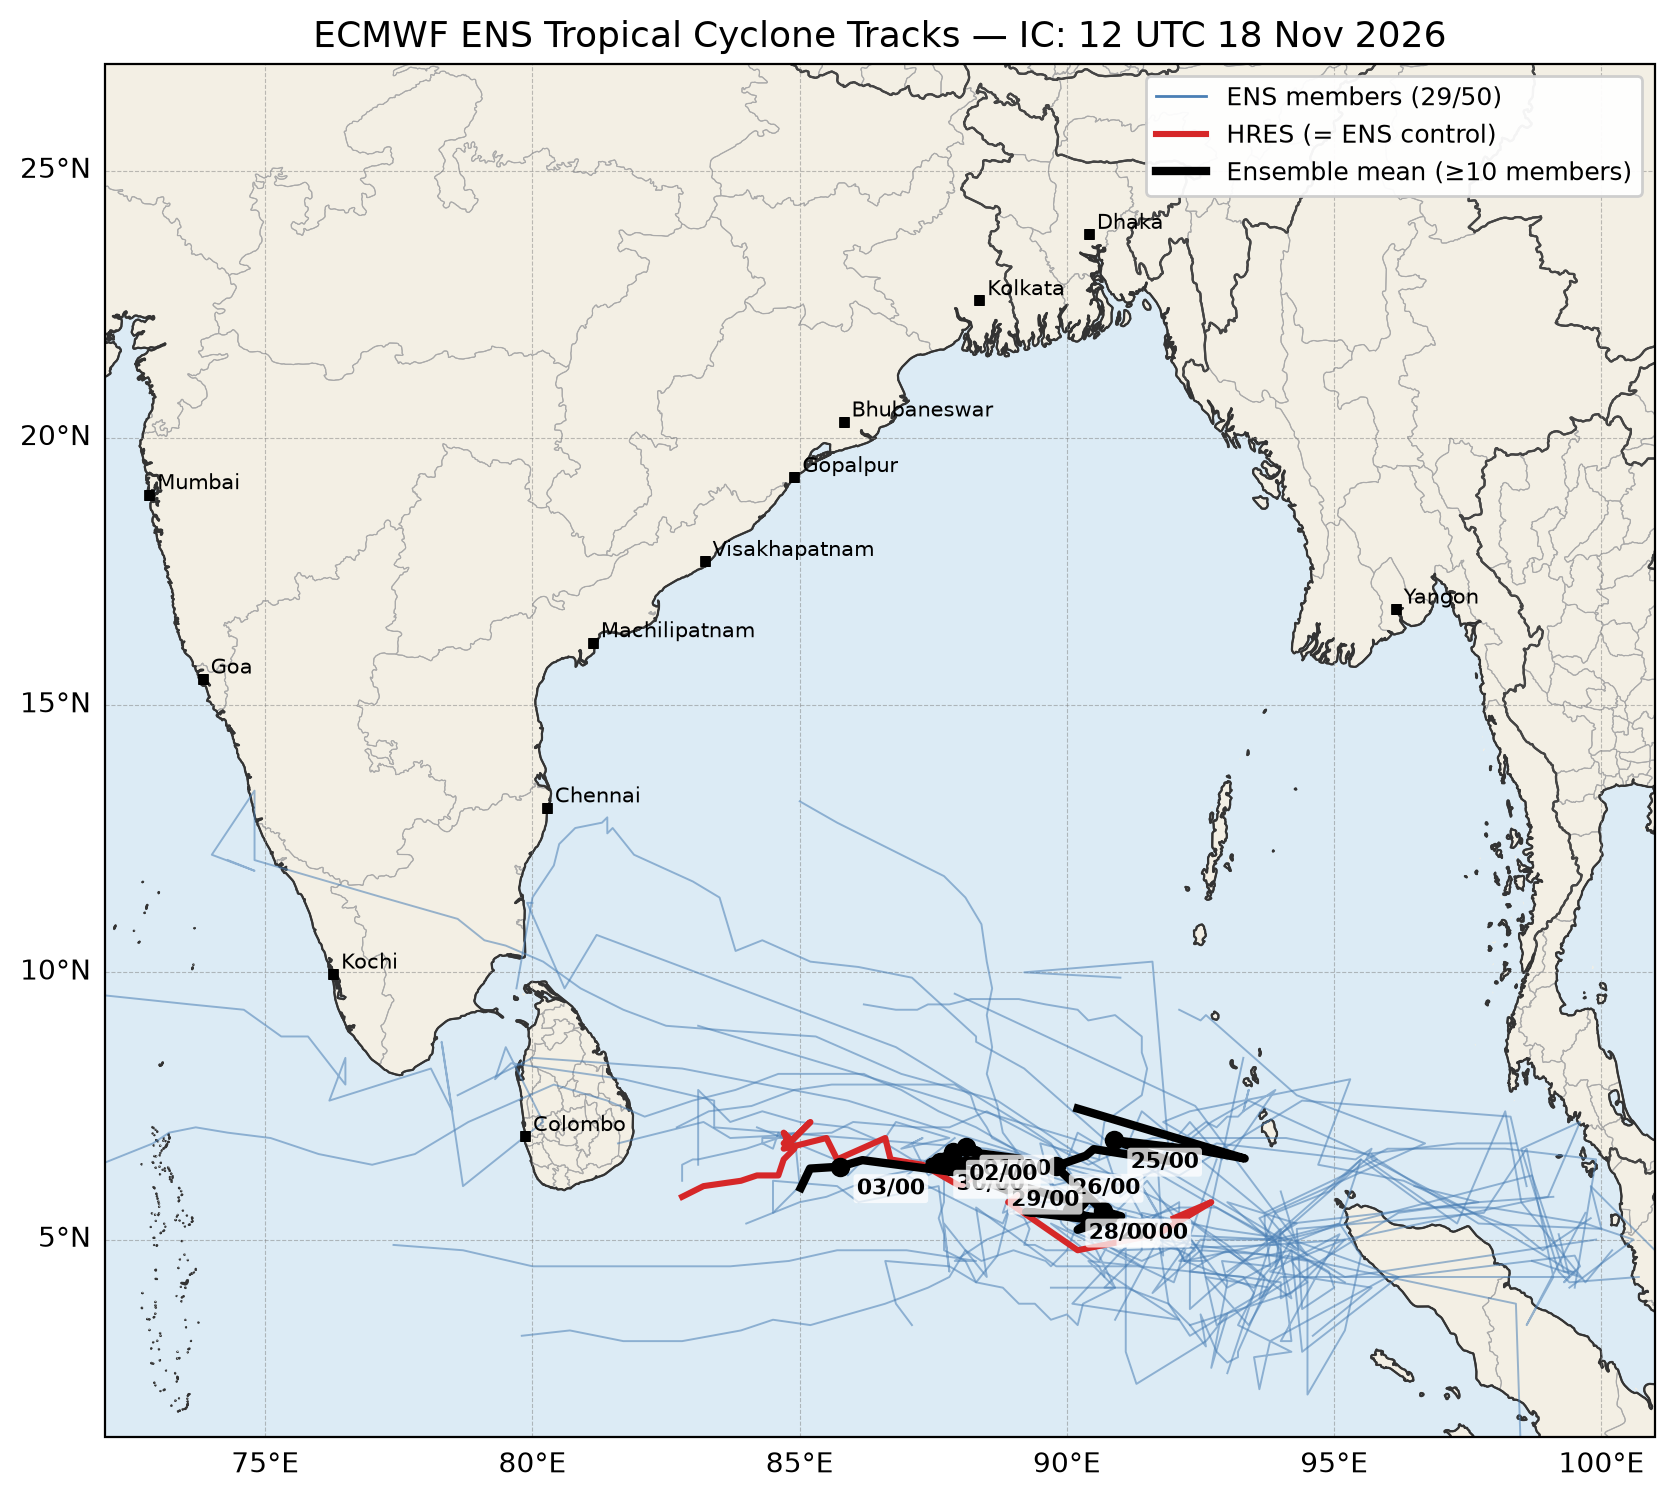 ECMWF ENS Tropical Cyclone Tracks — IC: 12 UTC 18 Nov 2026
ENS members (29/50)
HRES (= ENS control)
Ensemble mean (≥10 members)
25°N
20°N
15°N
10°N
5°N
Dhaka
Kolkata
Bhubaneswar
Gopalpur
Mumbai
Visakhapatnam
Yangon
Machilipatnam
Goa
Chennai
Kochi
Colombo
25/00
02/00
26/00
03/00
29/00
28/00
75°E
80°E
85°E
90°E
95°E
100°E